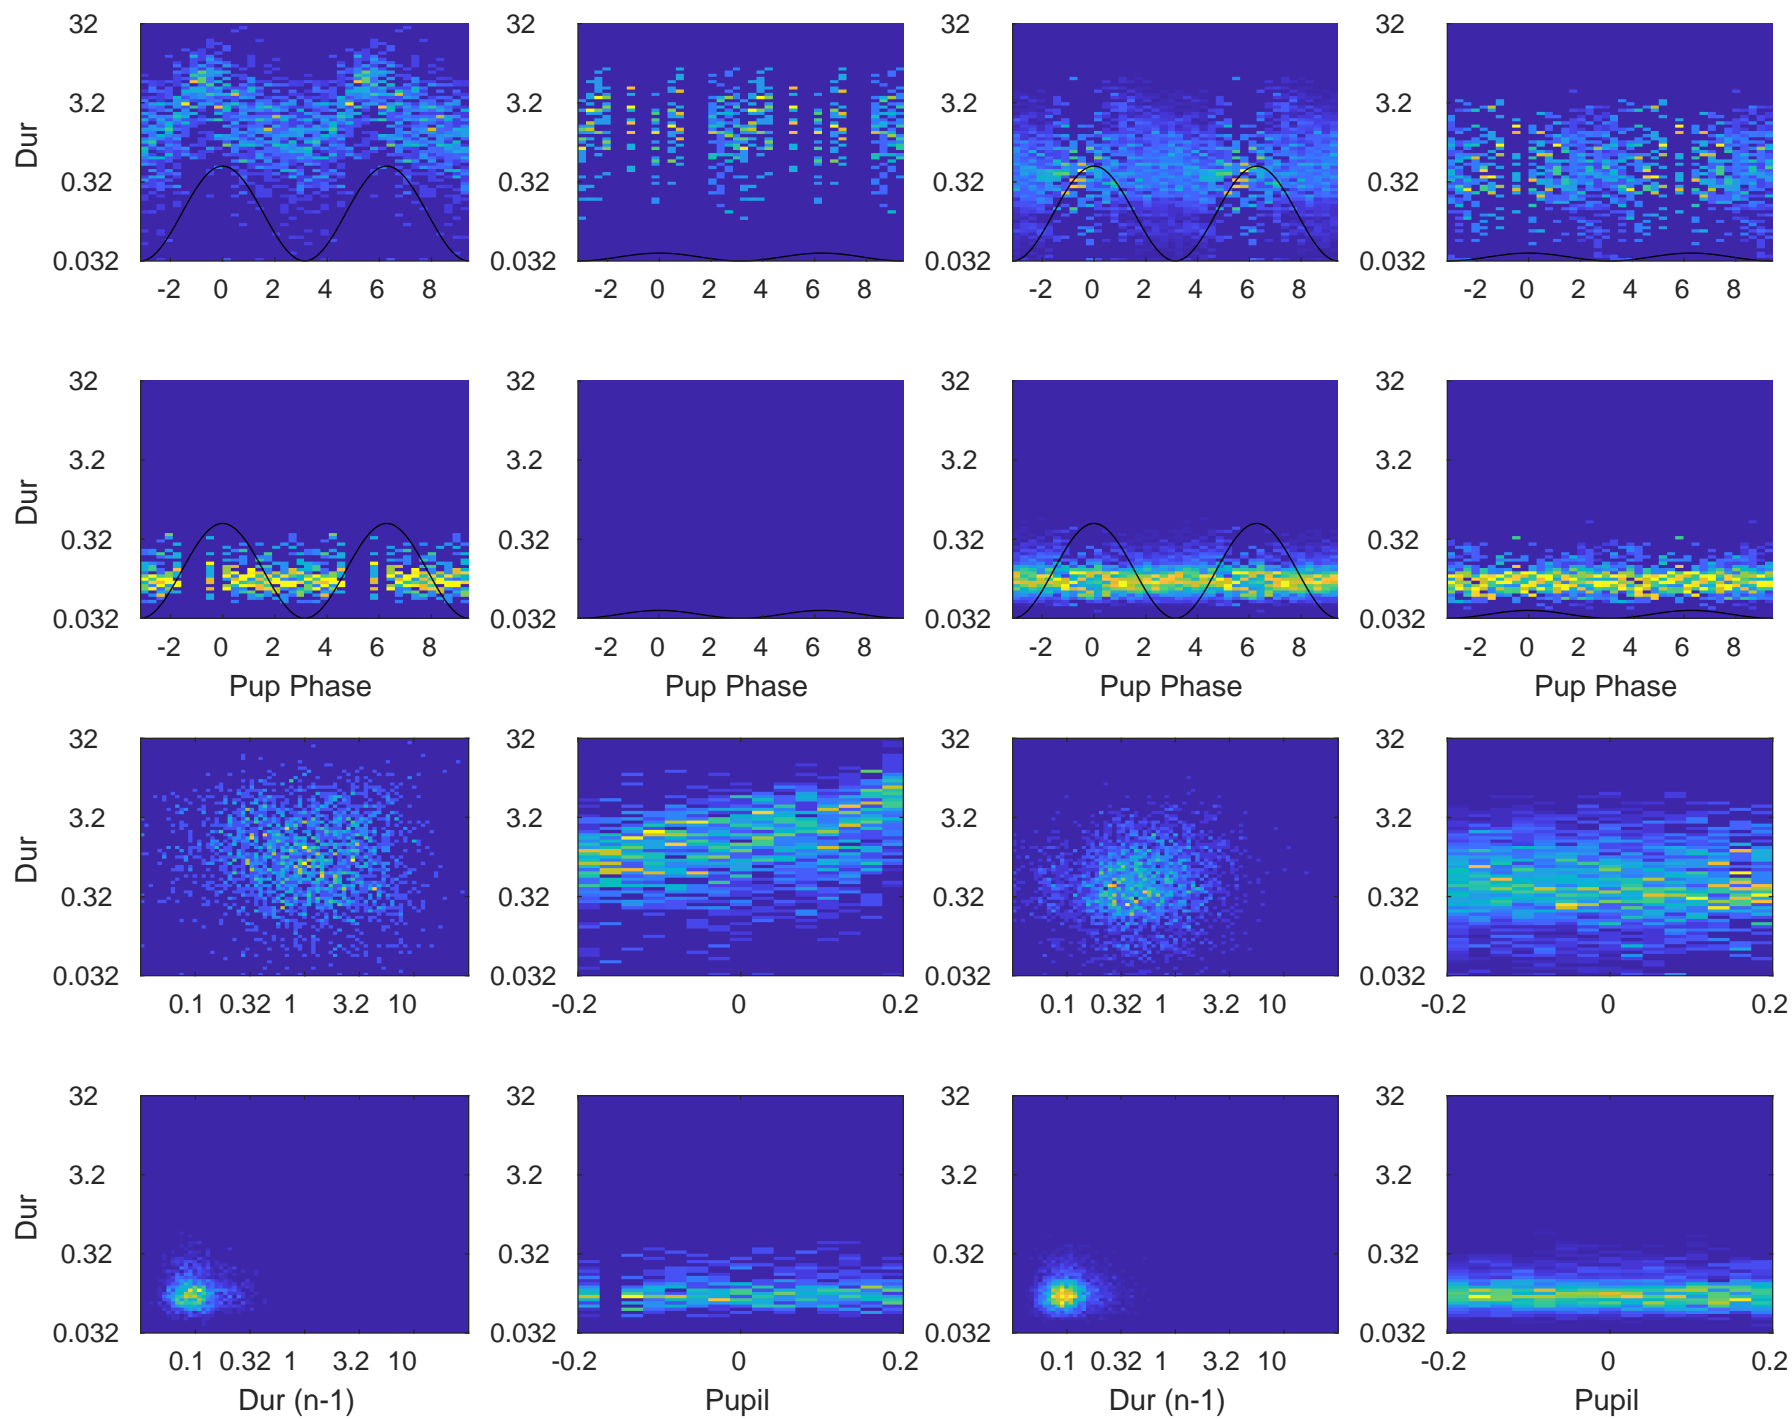 32 32 32 32
3.2 3.2 3.2 3.2
Dur
0.32 0.32 0.32 0.32
0.032 0.032 0.032 0.032
-2 0 2 4 6 8 -2 0 2 4 6 8 -2 0 2 4 6 8 -2 0 2 4 6 8
32 32 32 32
3.2 3.2 3.2 3.2
Dur
0.32 0.32 0.32 0.32
0.032 0.032 0.032 0.032
-2 0 2 4 6 8 -2 0 2 4 6 8 -2 0 2 4 6 8 -2 0 2 4 6 8
Pup Phase Pup Phase Pup Phase Pup Phase
32 32 32 32
3.2 3.2 3.2 3.2
Dur
0.32 0.32 0.32 0.32
0.032 0.032 0.032 0.032
0.1 0.32 1 3.2 10 -0.2 0 0.2 0.1 0.32 1 3.2 10 -0.2 0 0.2
32 32 32 32
3.2 3.2 3.2 3.2
Dur
0.32 0.32 0.32 0.32
0.032 0.032 0.032 0.032
0.1 0.32 1 3.2 10 -0.2 0 0.2 0.1 0.32 1 3.2 10 -0.2 0 0.2
Dur (n-1) Pupil Dur (n-1) Pupil